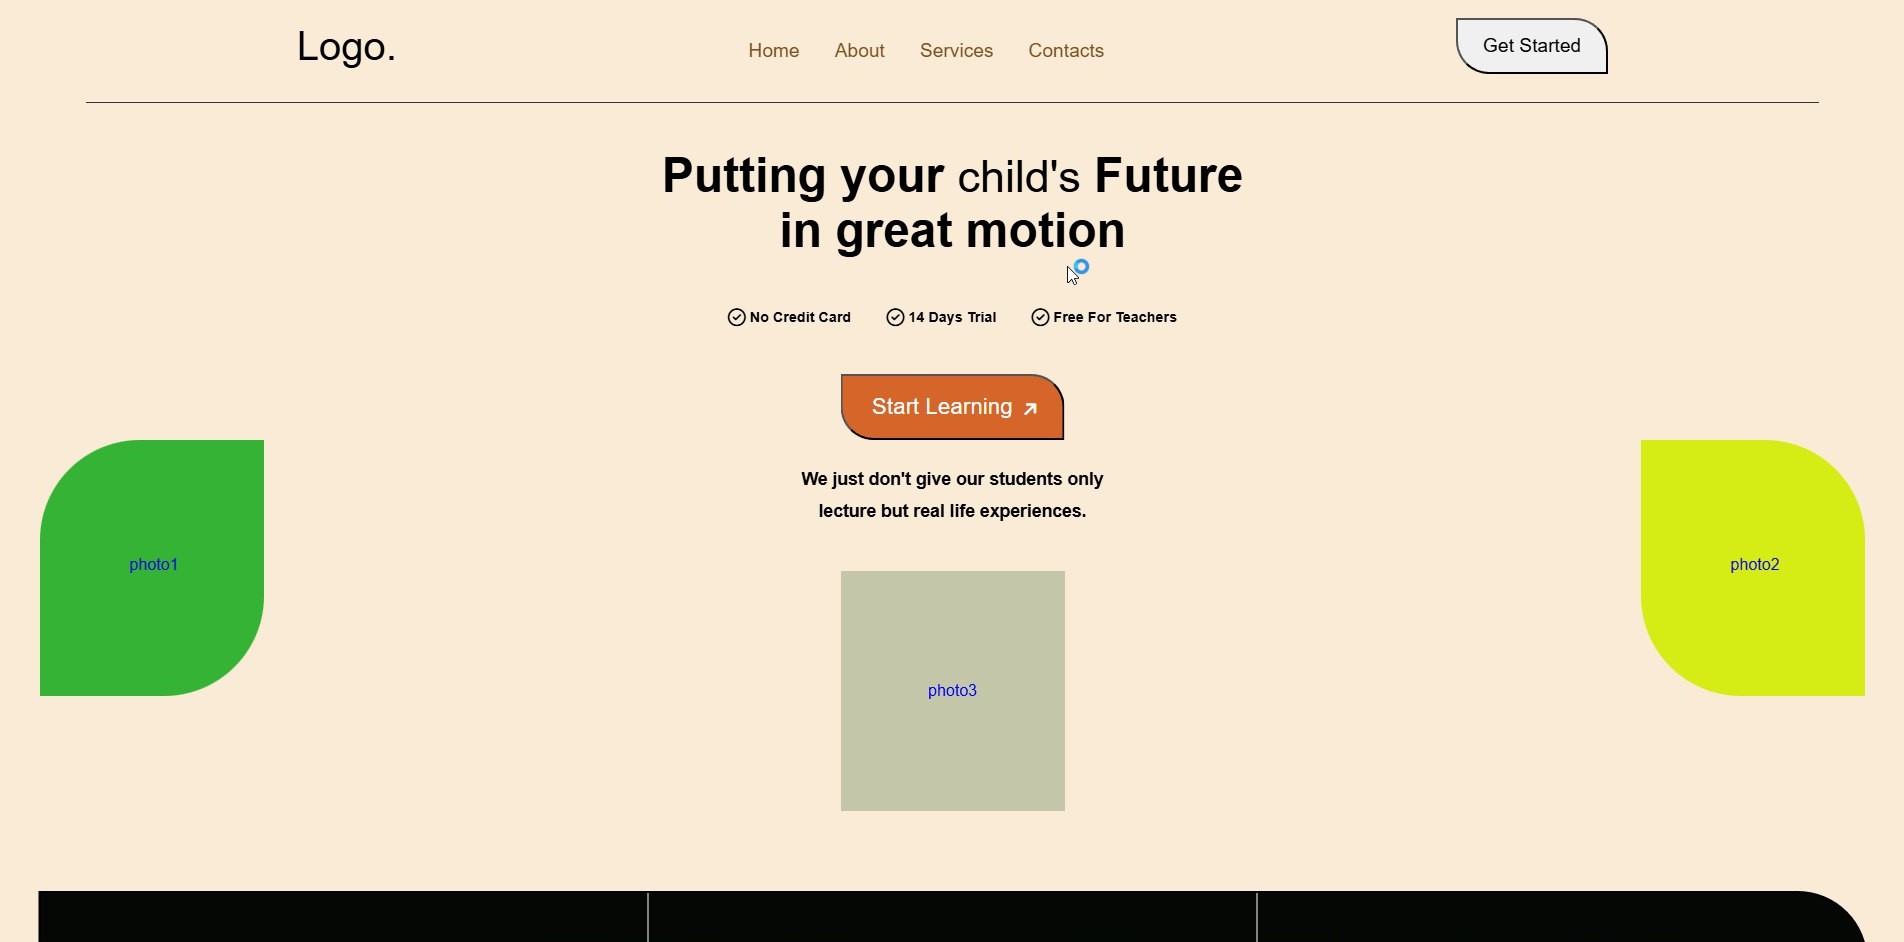 Logo.
Home About Services Contacts
Get Started
Putting your child's Future
in great motion
No Credit Card 14 Days Trial Free For Teachers
Start Learning
We just don't give our students only
lecture but real life experiences.
photo1
photo2
photo3